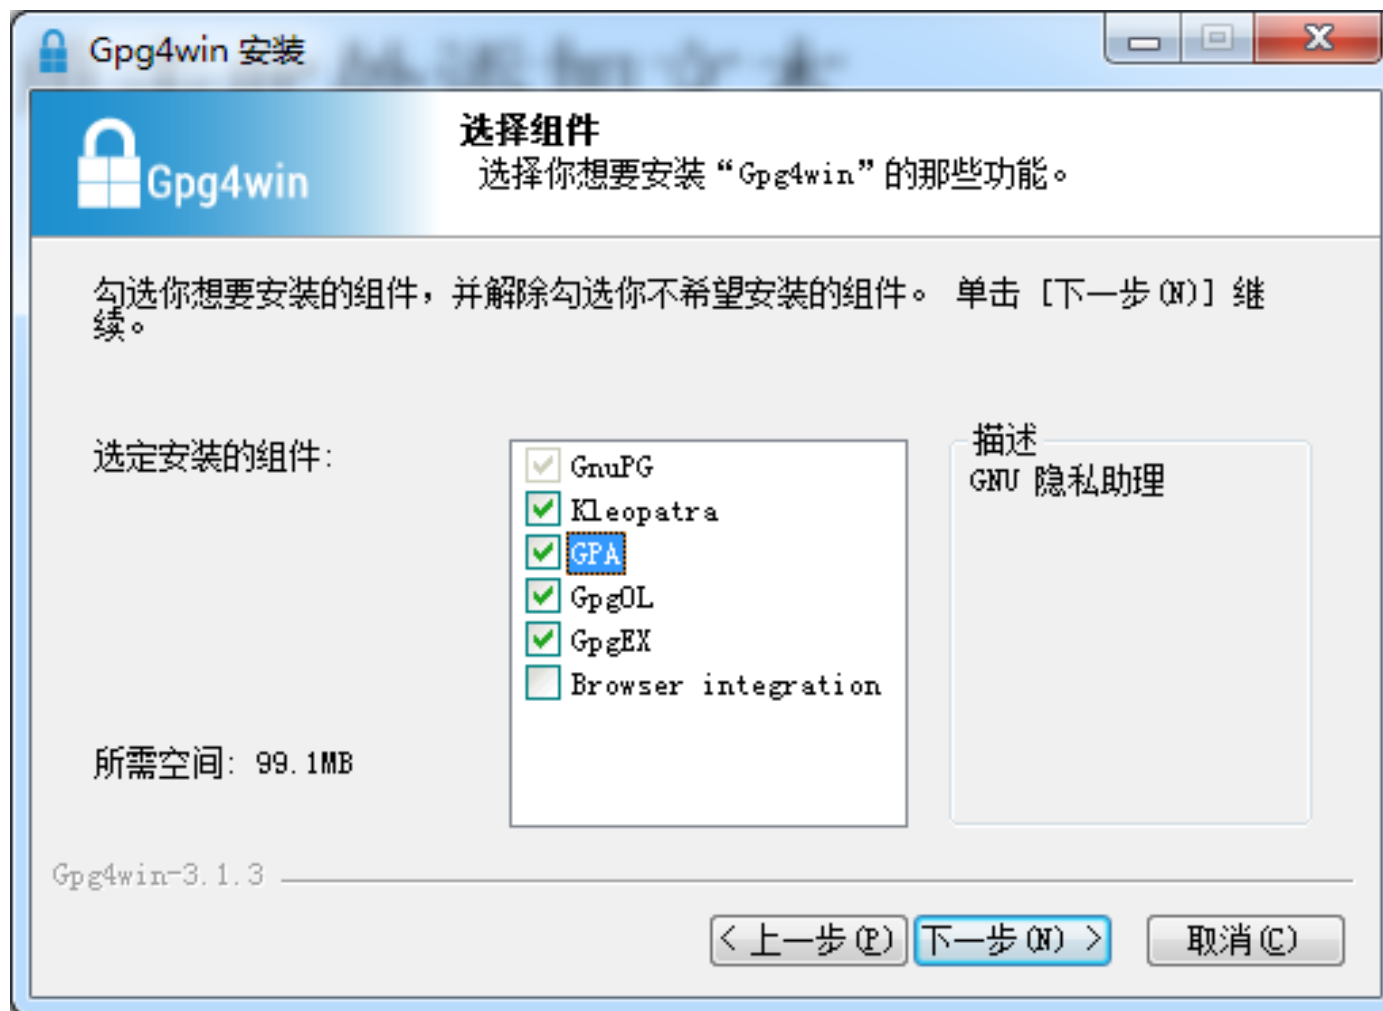 Gpg4win 安装
Gpg4win
选择组件
选择你想要安装“Gpg4win”的那些功能。
勾选你想要安装的组件，并解除勾选你不希望安装的组件。 单击 [下一步(N)] 继
续。
选定安装的组件:
GnuPG
Kleopatra
GPA
GpgOL
GpgEX
Browser integration
描述
GNU 隐私助理
所需空间: 99.1MB
Gpg4win-3.1.3
< 上一步(P)
下一步(N) >
取消(C)